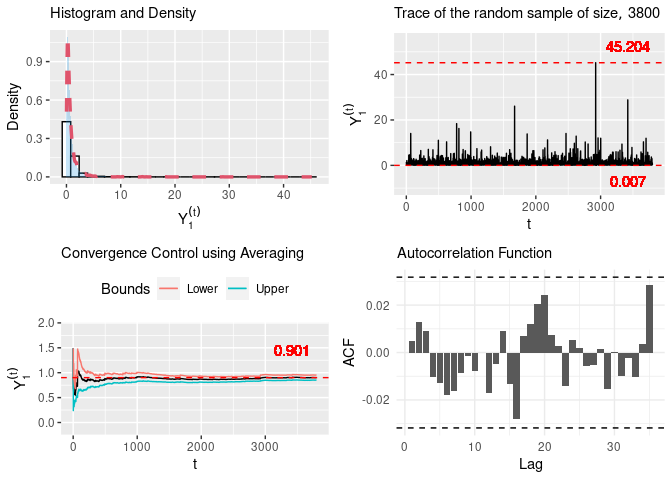 Histogram and Density
Density
0.9
0.6
0.3
0.0
0 10 20 30 40
Y₁⁽ᵗ⁾
Trace of the random sample of size, 3800
Y₁⁽ᵗ⁾
40
20
0
45.204
0.007
0 1000 2000 3000
t
Convergence Control using Averaging
Bounds Lower Upper
Y₁⁽ᵗ⁾
2.0
1.5
1.0
0.5
0.0
0.901
0 1000 2000 3000
t
Autocorrelation Function
ACF
0.02
0.00
-0.02
0 10 20 30
Lag